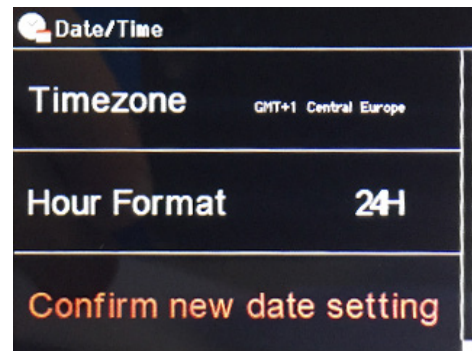 Date/Time
Timezone GMT+1 Central Europe
Hour Format 24H
Confirm new date setting